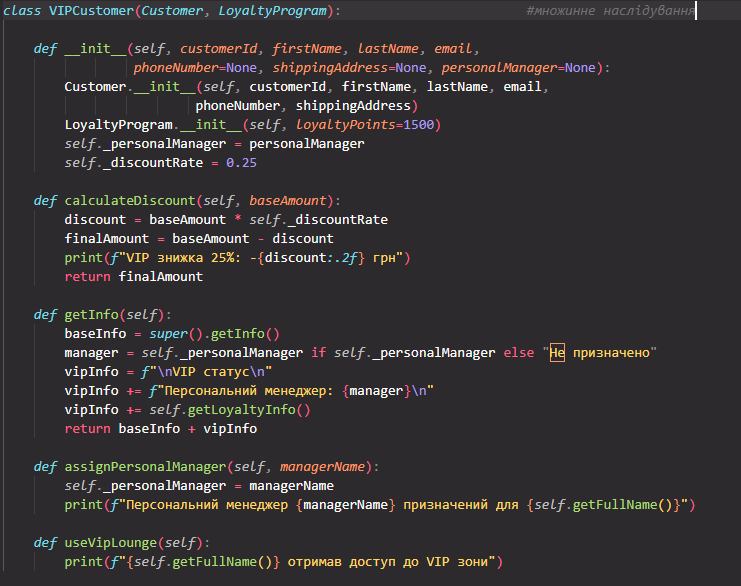 class VIPCustomer(Customer, LoyaltyProgram):                        #множинне наслідування

    def __init__(self, customerId, firstName, lastName, email,
                 phoneNumber=None, shippingAddress=None, personalManager=None):
        Customer.__init__(self, customerId, firstName, lastName, email,
                         phoneNumber, shippingAddress)
        LoyaltyProgram.__init__(self, loyaltyPoints=1500)
        self._personalManager = personalManager
        self._discountRate = 0.25

    def calculateDiscount(self, baseAmount):
        discount = baseAmount * self._discountRate
        finalAmount = baseAmount - discount
        print(f"VIP знижка 25%: -{discount:.2f} грн")
        return finalAmount

    def getInfo(self):
        baseInfo = super().getInfo()
        manager = self._personalManager if self._personalManager else "Не призначено"
        vipInfo = f"\nVIP статус\n"
        vipInfo += f"Персональний менеджер: {manager}\n"
        vipInfo += self.getLoyaltyInfo()
        return baseInfo + vipInfo

    def assignPersonalManager(self, managerName):
        self._personalManager = managerName
        print(f"Персональний менеджер {managerName} призначений для {self.getFullName()}")

    def useVipLounge(self):
        print(f"{self.getFullName()} отримав доступ до VIP зони")